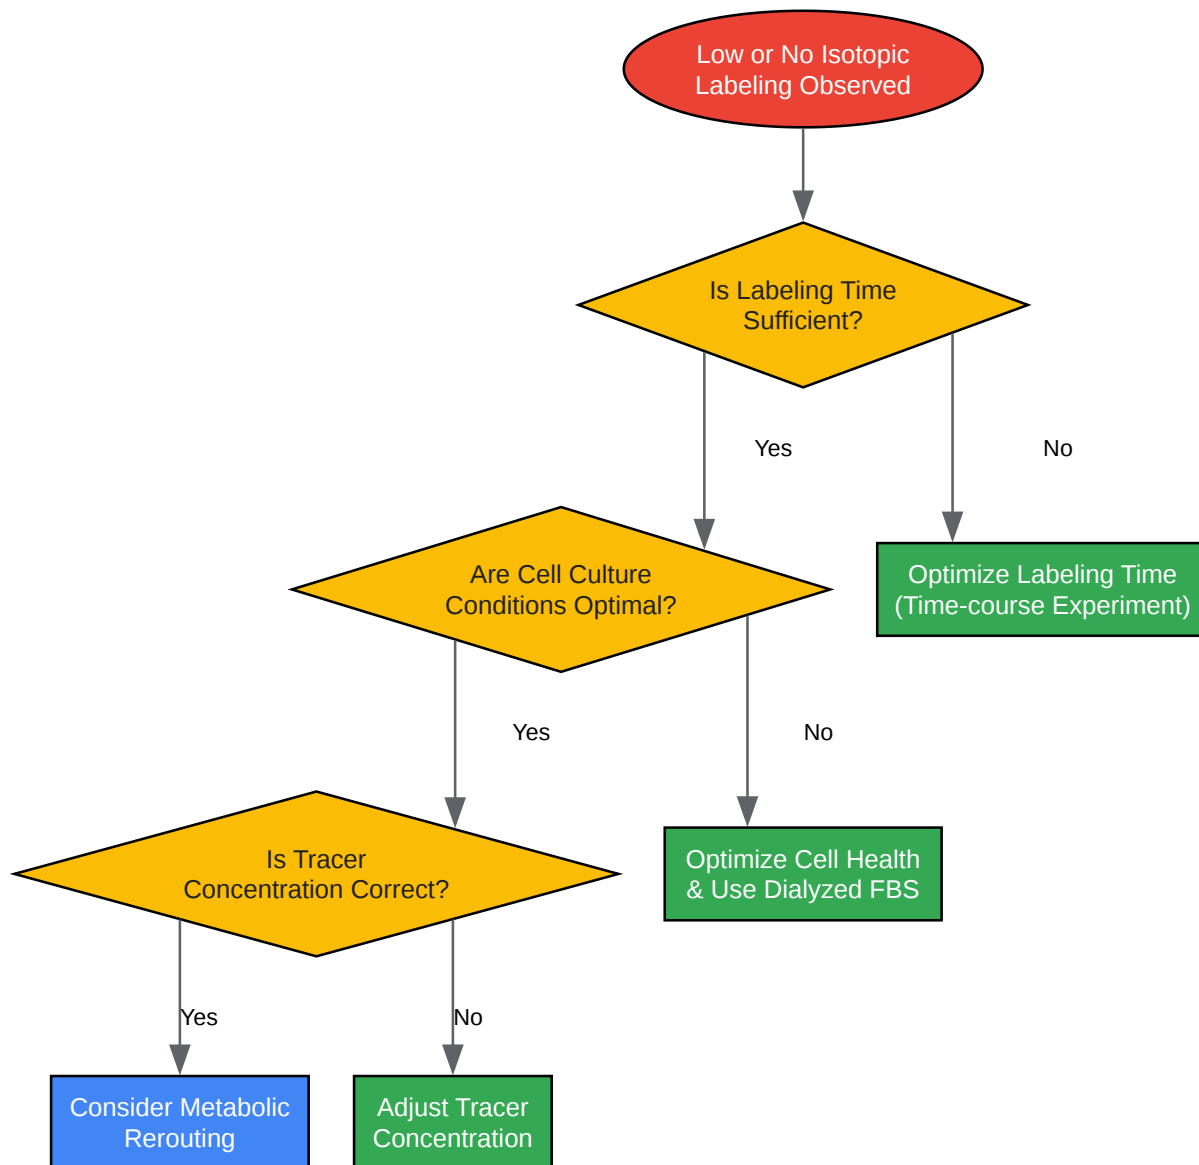 Low or No Isotopic
Labeling Observed
Is Labeling Time
Sufficient?
Yes
No
Are Cell Culture
Conditions Optimal?
Optimize Labeling Time
(Time-course Experiment)
Yes
No
Is Tracer
Concentration Correct?
Optimize Cell Health
& Use Dialyzed FBS
Yes
No
Consider Metabolic
Rerouting
Adjust Tracer
Concentration